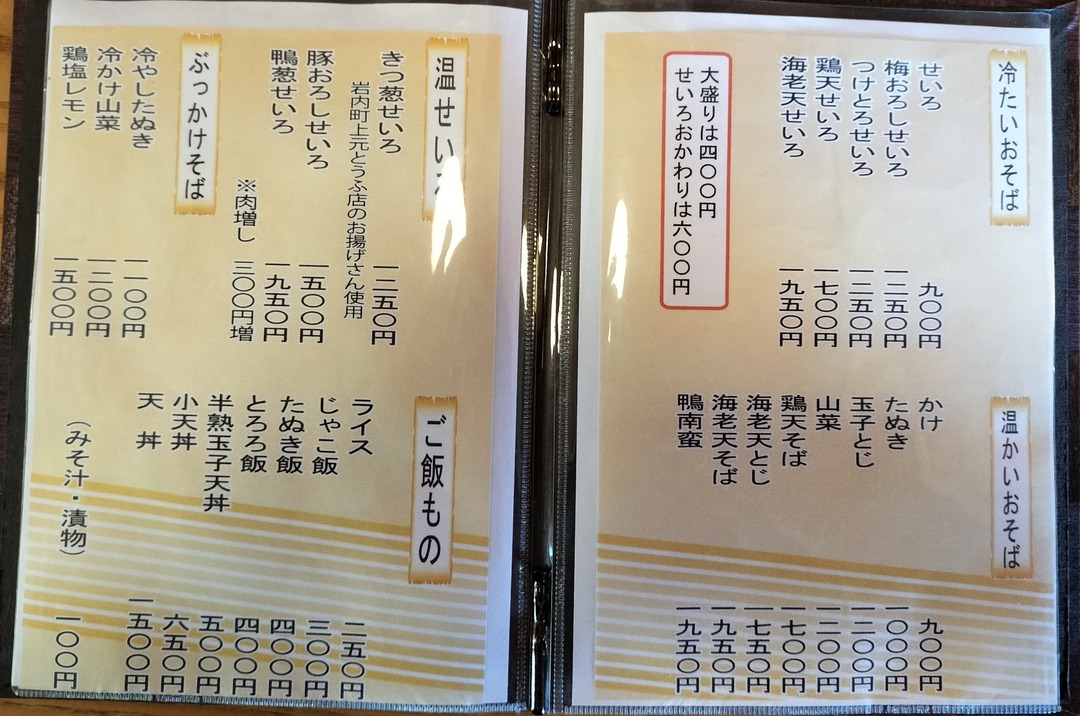 冷たいおそば
せいろ 九〇〇円
梅おろしせいろ 一二五〇円
つけとろせいろ 一二五〇円
鶏天せいろ 一七〇〇円
海老天せいろ 一九五〇円
大盛りは四〇〇円
せいろおかわりは六〇〇円
温かいおそば
かけ 九〇〇円
たぬき 一〇〇〇円
玉子とじ 一二〇〇円
山菜 一二〇〇円
鶏天そば 一七〇〇円
海老天とじ 一七五〇円
海老天そば 一九五〇円
鴨南蛮 一九五〇円
温せい
きつ葱せいろ 一二五〇円
岩内町上元とうふ店のお揚げさん使用
豚おろしせいろ 一五〇〇円
鴨葱せいろ 一九五〇円
※肉増し 三〇〇円増
ぶっかけそば
冷やしたぬき 一一〇〇円
冷かけ山菜 一二〇〇円
鶏塩レモン 一五〇〇円
ご飯もの
ライス 二五〇円
じゃこ飯 三〇〇円
たぬき飯 四〇〇円
とろろ飯 四〇〇円
半熟玉子天丼 五〇〇円
小天丼 六五〇円
天　丼 一五〇〇円
（みそ汁・漬物） 一〇〇円